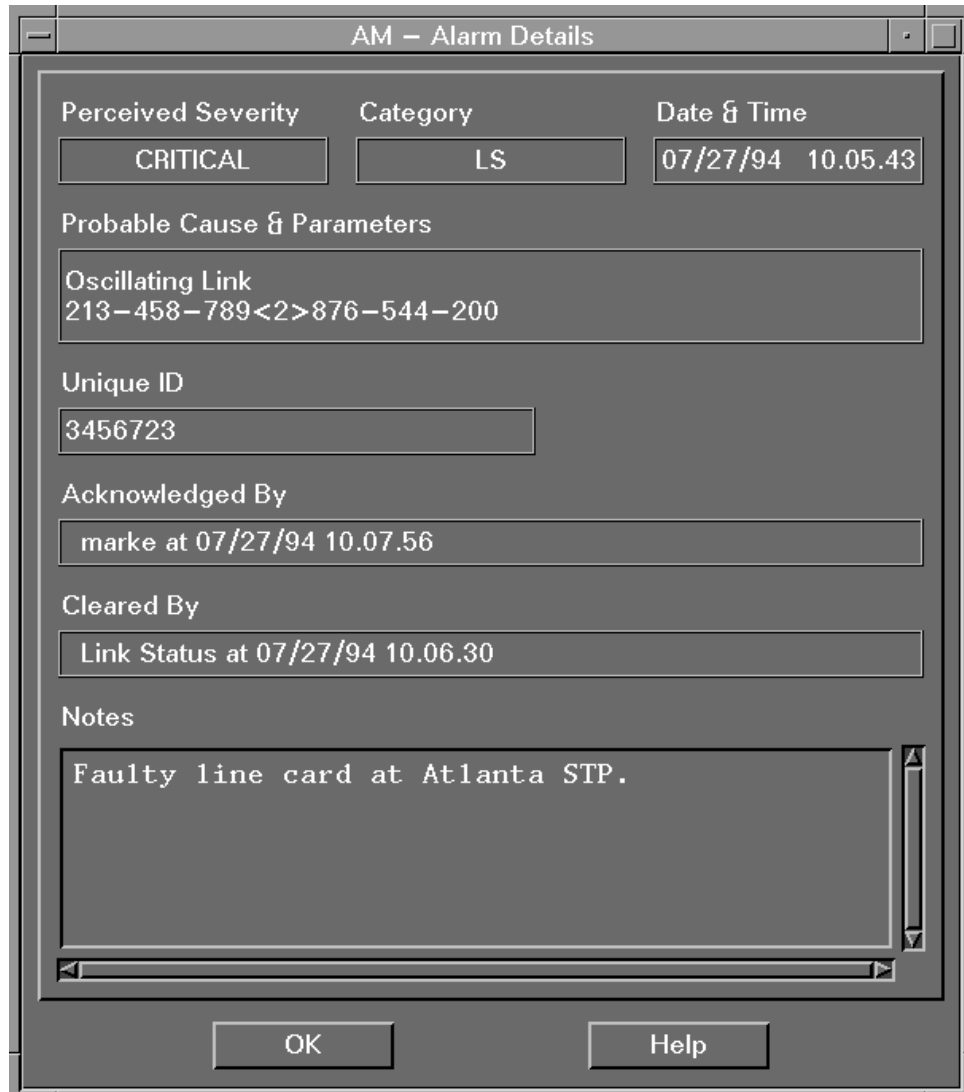 AM – Alarm Details
Perceived Severity Category Date & Time
CRITICAL LS 07/27/94 10.05.43
Probable Cause & Parameters
Oscillating Link
213–458–789<2>876–544–200
Unique ID
3456723
Acknowledged By
marke at 07/27/94 10.07.56
Cleared By
Link Status at 07/27/94 10.06.30
Notes
Faulty line card at Atlanta STP.
OK Help